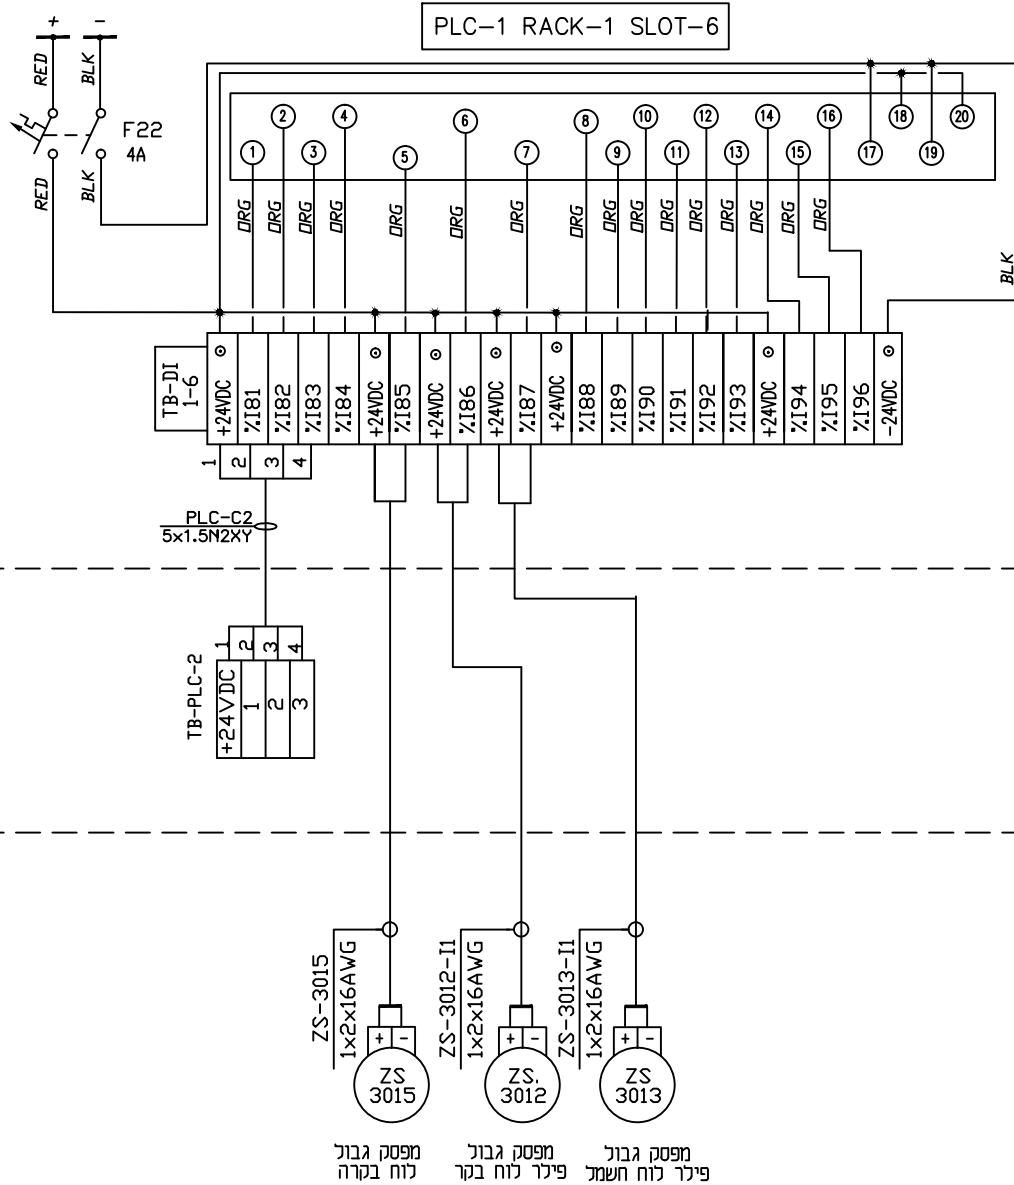 PLC-1 RACK-1 SLOT-6
+ -
RED BLK
F22
4A
RED BLK
1 2 3 4 5 6 7 8 9 10 11 12 13 14 15 16 17 18 19 20
ORG ORG ORG ORG ORG ORG ORG ORG ORG ORG ORG ORG ORG ORG ORG ORG
BLK
TB-DI
1-6
+24VDC %I81 %I82 %I83 %I84 +24VDC %I85 +24VDC %I86 +24VDC %I87 +24VDC %I88 %I89 %I90 %I91 %I92 %I93 +24VDC %I94 %I95 %I96 -24VDC
1 2 3 4
PLC-C2
5x1.5N2XY
1 2 3 4
TB-PLC-2
+24VDC 1 2 3
ZS-3015
1x2x16AWG
ZS-3012-I1
1x2x16AWG
ZS-3013-I1
1x2x16AWG
+ -
ZS
3015
+ -
ZS.
3012
+ -
ZS
3013
מפסק גבול
לוח בקרה
מפסק גבול
פילר לוח בקר
מפסק גבול
פילר לוח חשמל